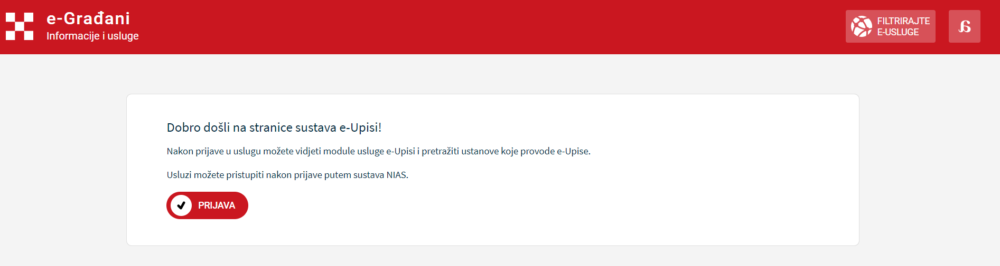 e-Građani
Informacije i usluge
FILTRIRAJTE
E-USLUGE
Dobro došli na stranice sustava e-Upisi!
Nakon prijave u uslugu možete vidjeti module usluge e-Upisi i pretražiti ustanove koje provode e-Upise.
Usluzi možete pristupiti nakon prijave putem sustava NIAS.
PRIJAVA